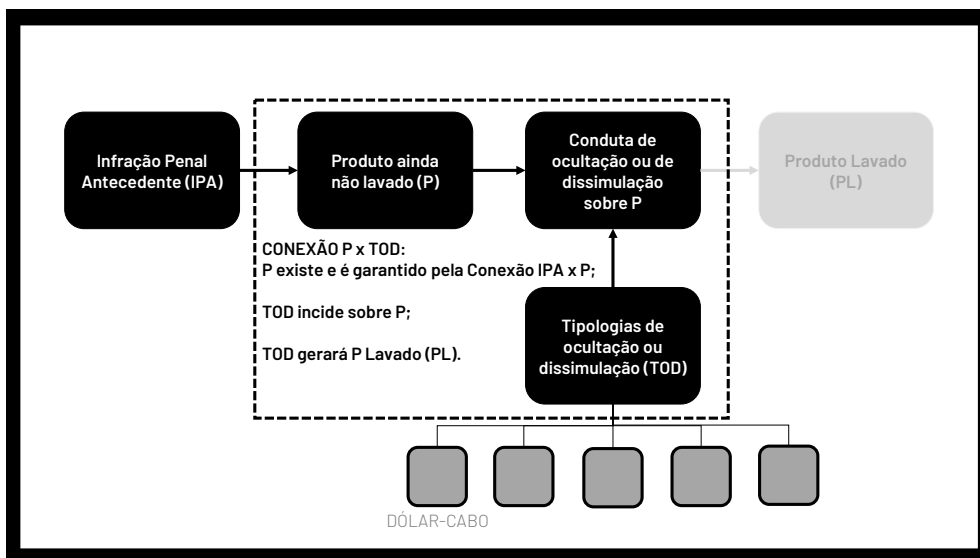 Infração Penal
Antecedente (IPA)
Produto ainda
não lavado (P)
Conduta de
ocultação ou de
dissimulação
sobre P
Produto Lavado
(PL)
CONEXÃO P x TOD:
P existe e é garantido pela Conexão IPA x P;
TOD incide sobre P;
TOD gerará P Lavado (PL).
Tipologias de
ocultação ou
dissimulação (TOD)
DÓLAR-CABO